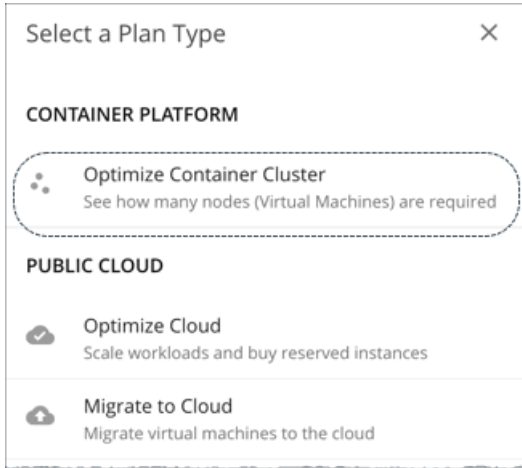 Select a Plan Type
CONTAINER PLATFORM
Optimize Container Cluster
See how many nodes (Virtual Machines) are required
PUBLIC CLOUD
Optimize Cloud
Scale workloads and buy reserved instances
Migrate to Cloud
Migrate virtual machines to the cloud